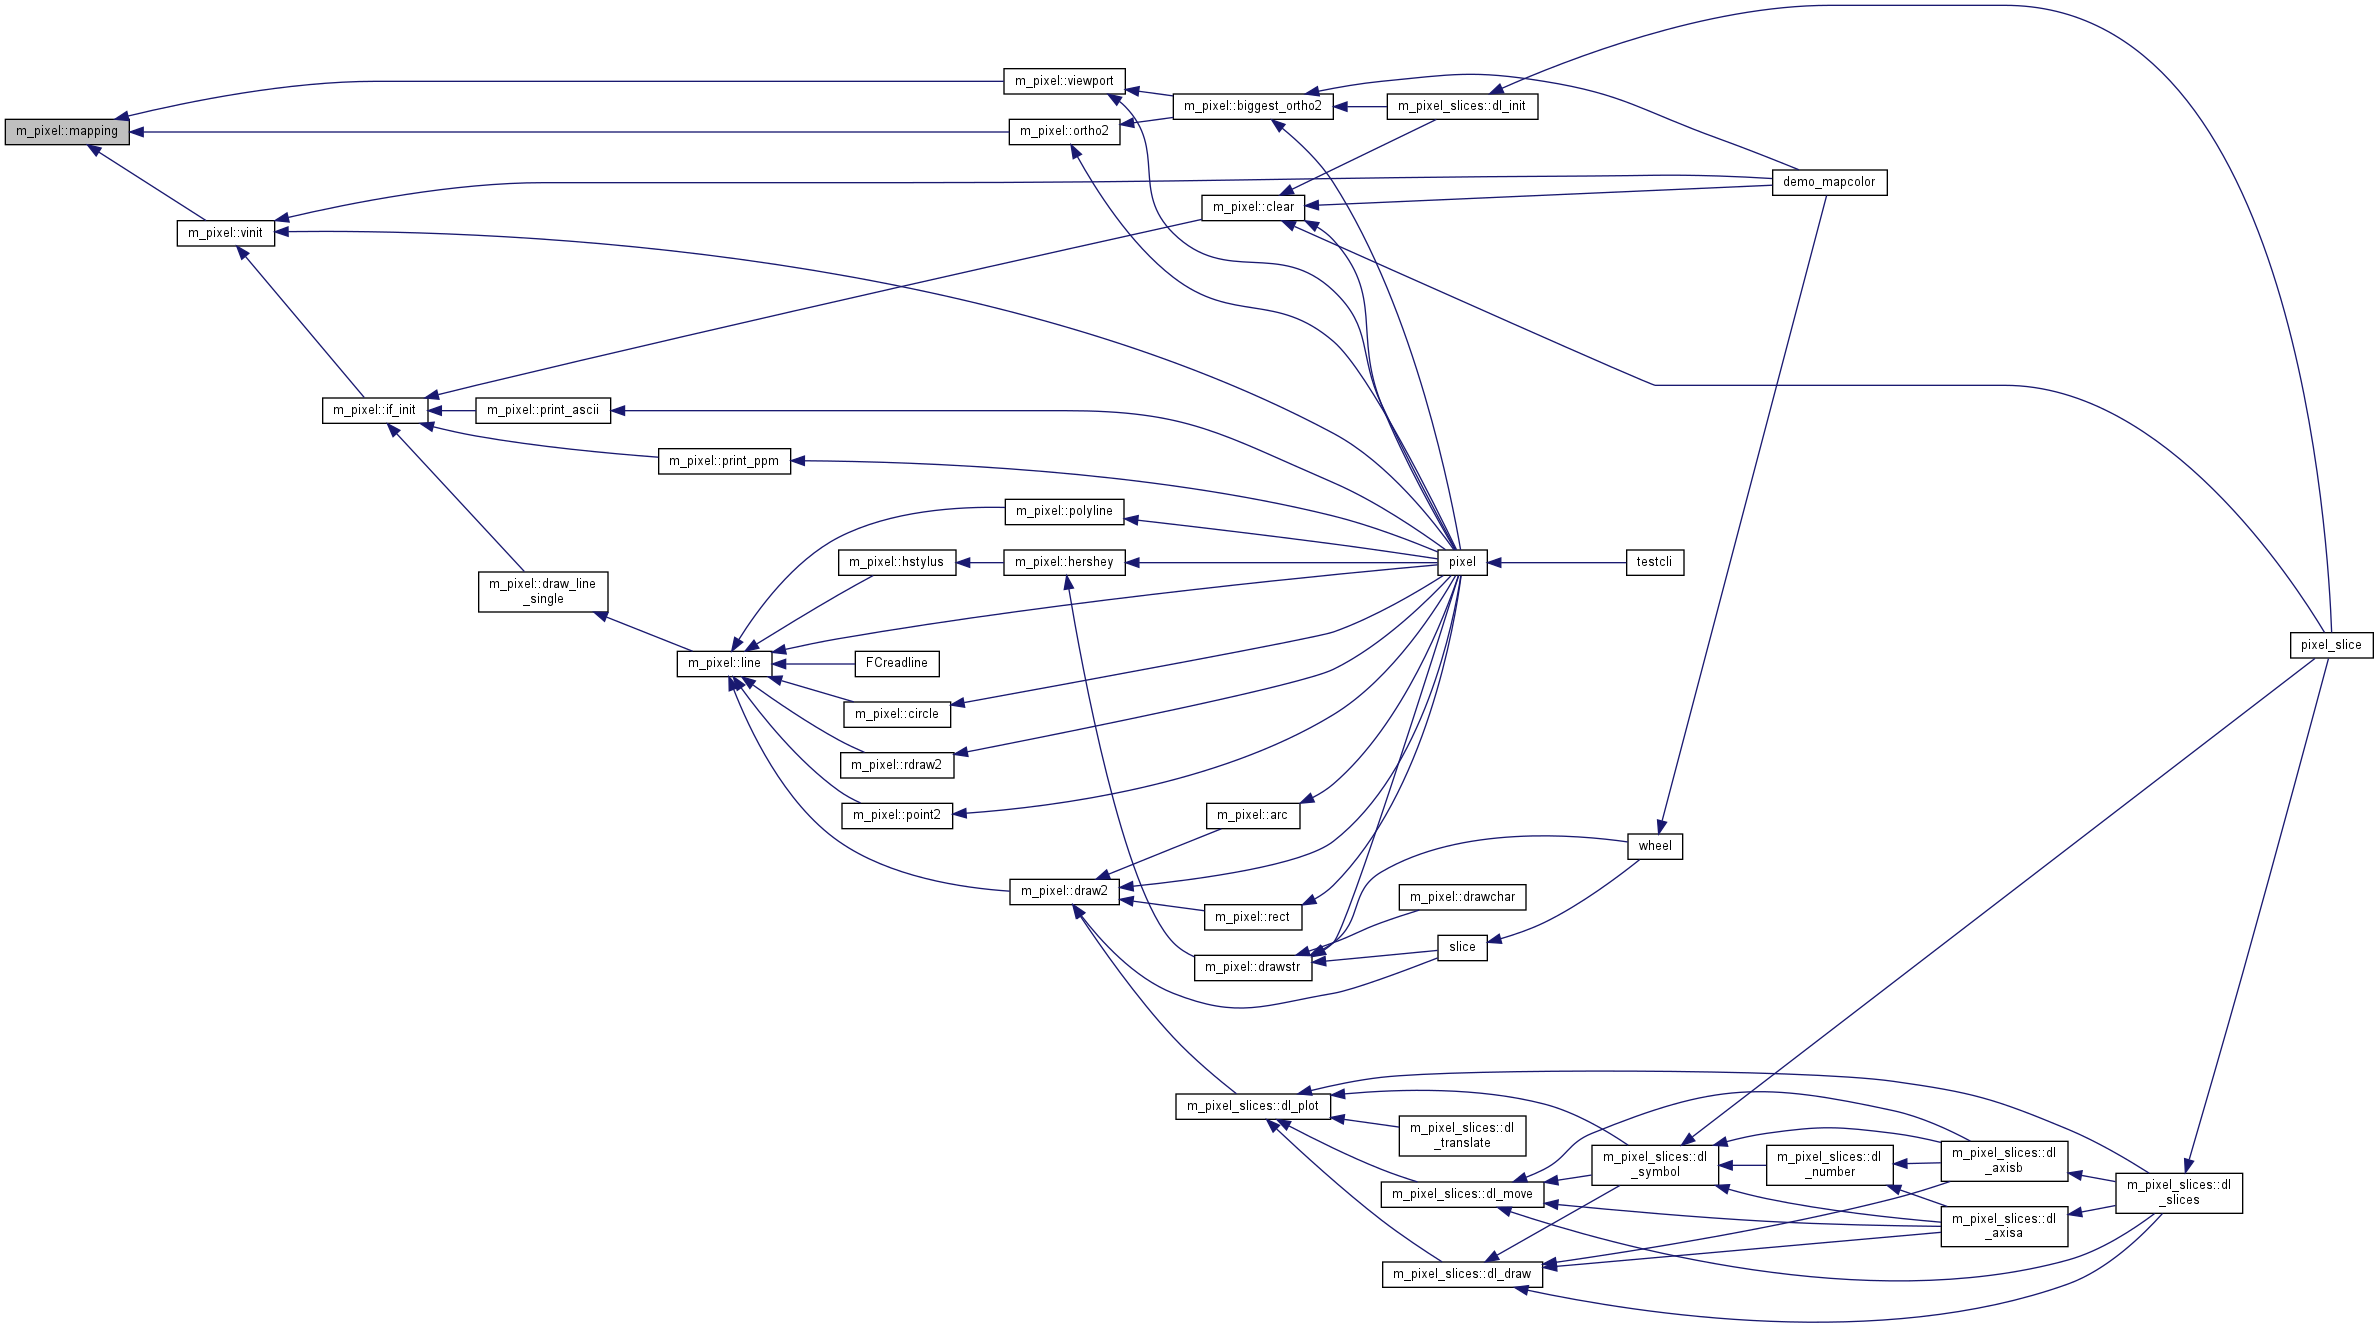 m_pixel::mapping
m_pixel::vinit
m_pixel::if_init
m_pixel::print_ascii
m_pixel::draw_line
_single
m_pixel::print_ppm
m_pixel::line
m_pixel::hstylus
FCreadline
m_pixel::circle
m_pixel::rdraw2
m_pixel::point2
m_pixel::viewport
m_pixel::ortho2
m_pixel::polyline
m_pixel::hershey
m_pixel::draw2
m_pixel::biggest_ortho2
m_pixel::clear
m_pixel::arc
m_pixel::rect
m_pixel::drawstr
m_pixel_slices::dl_plot
m_pixel_slices::dl_init
pixel
m_pixel::drawchar
slice
m_pixel_slices::dl
_translate
m_pixel_slices::dl_move
m_pixel_slices::dl_draw
testcli
wheel
m_pixel_slices::dl
_symbol
demo_mapcolor
m_pixel_slices::dl
_number
m_pixel_slices::dl
_axisb
m_pixel_slices::dl
_axisa
m_pixel_slices::dl
_slices
pixel_slice